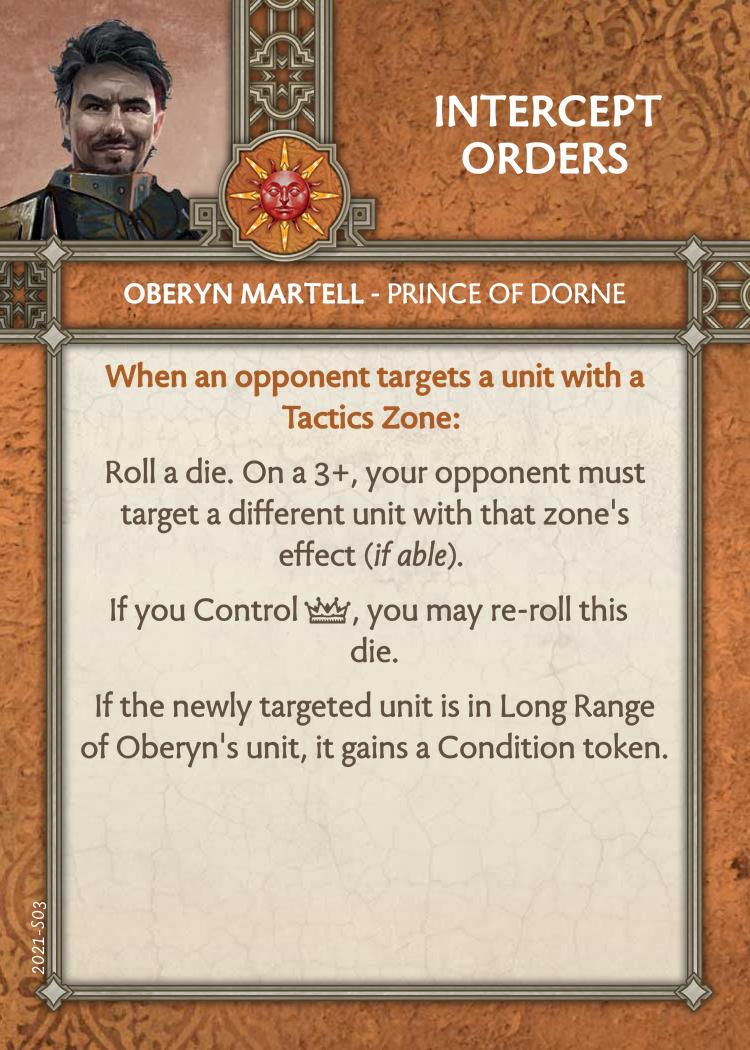 INTERCEPT
ORDERS
OBERYN MARTELL - PRINCE OF DORNE
When an opponent targets a unit with a
Tactics Zone:
Roll a die. On a 3+, your opponent must
target a different unit with that zone's
effect (if able).
If you Control , you may re-roll this
die.
If the newly targeted unit is in Long Range
of Oberyn's unit, it gains a Condition token.
2021-S03